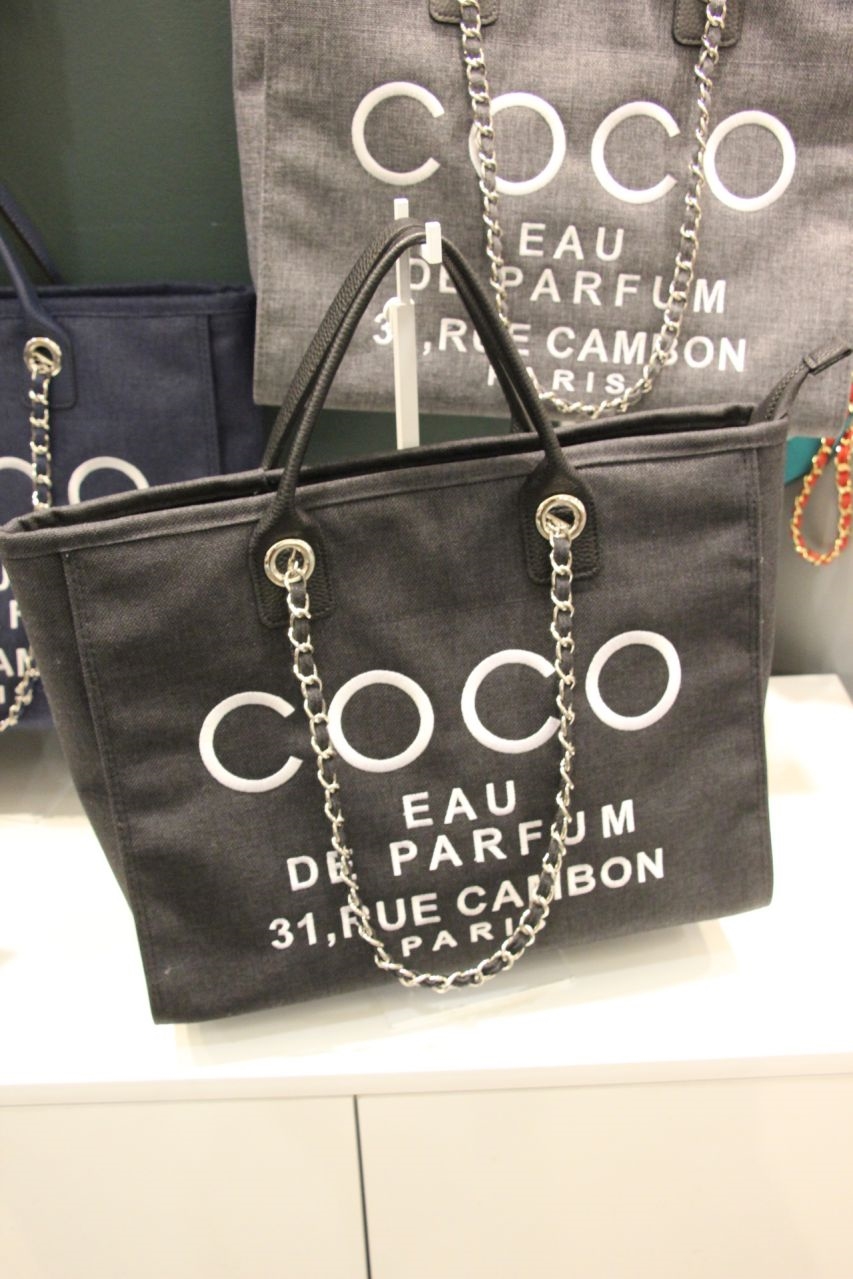 COCO
EAU
DE PARFUM
31,RUE CAMBON
PARIS
COCO
EAU
DE PARFUM
31,RUE CAMBON
PARIS